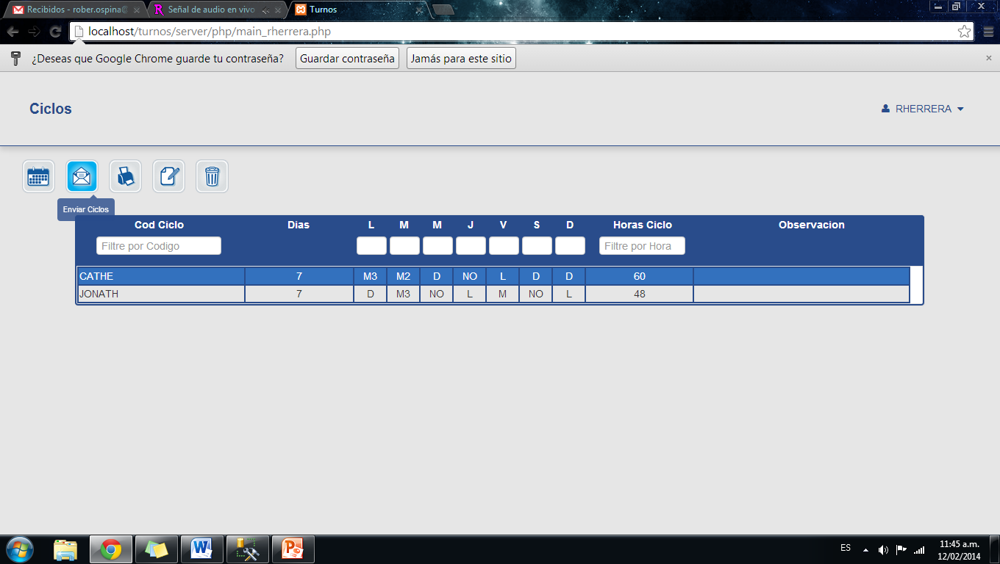 Recibidos - rober.ospina@
Señal de audio en vivo
Turnos
localhost/turnos/server/php/main_rherrera.php
¿Deseas que Google Chrome guarde tu contraseña? Guardar contraseña Jamás para este sitio
Ciclos
RHERRERA
Enviar Ciclos
Cod Ciclo Dias L M M J V S D Horas Ciclo Observacion
Filtre por Codigo Filtre por Hora
CATHE 7 M3 M2 D NO L D D 60
JONATH 7 D M3 NO L M NO L 48
ES
11:45 a.m.
12/02/2014